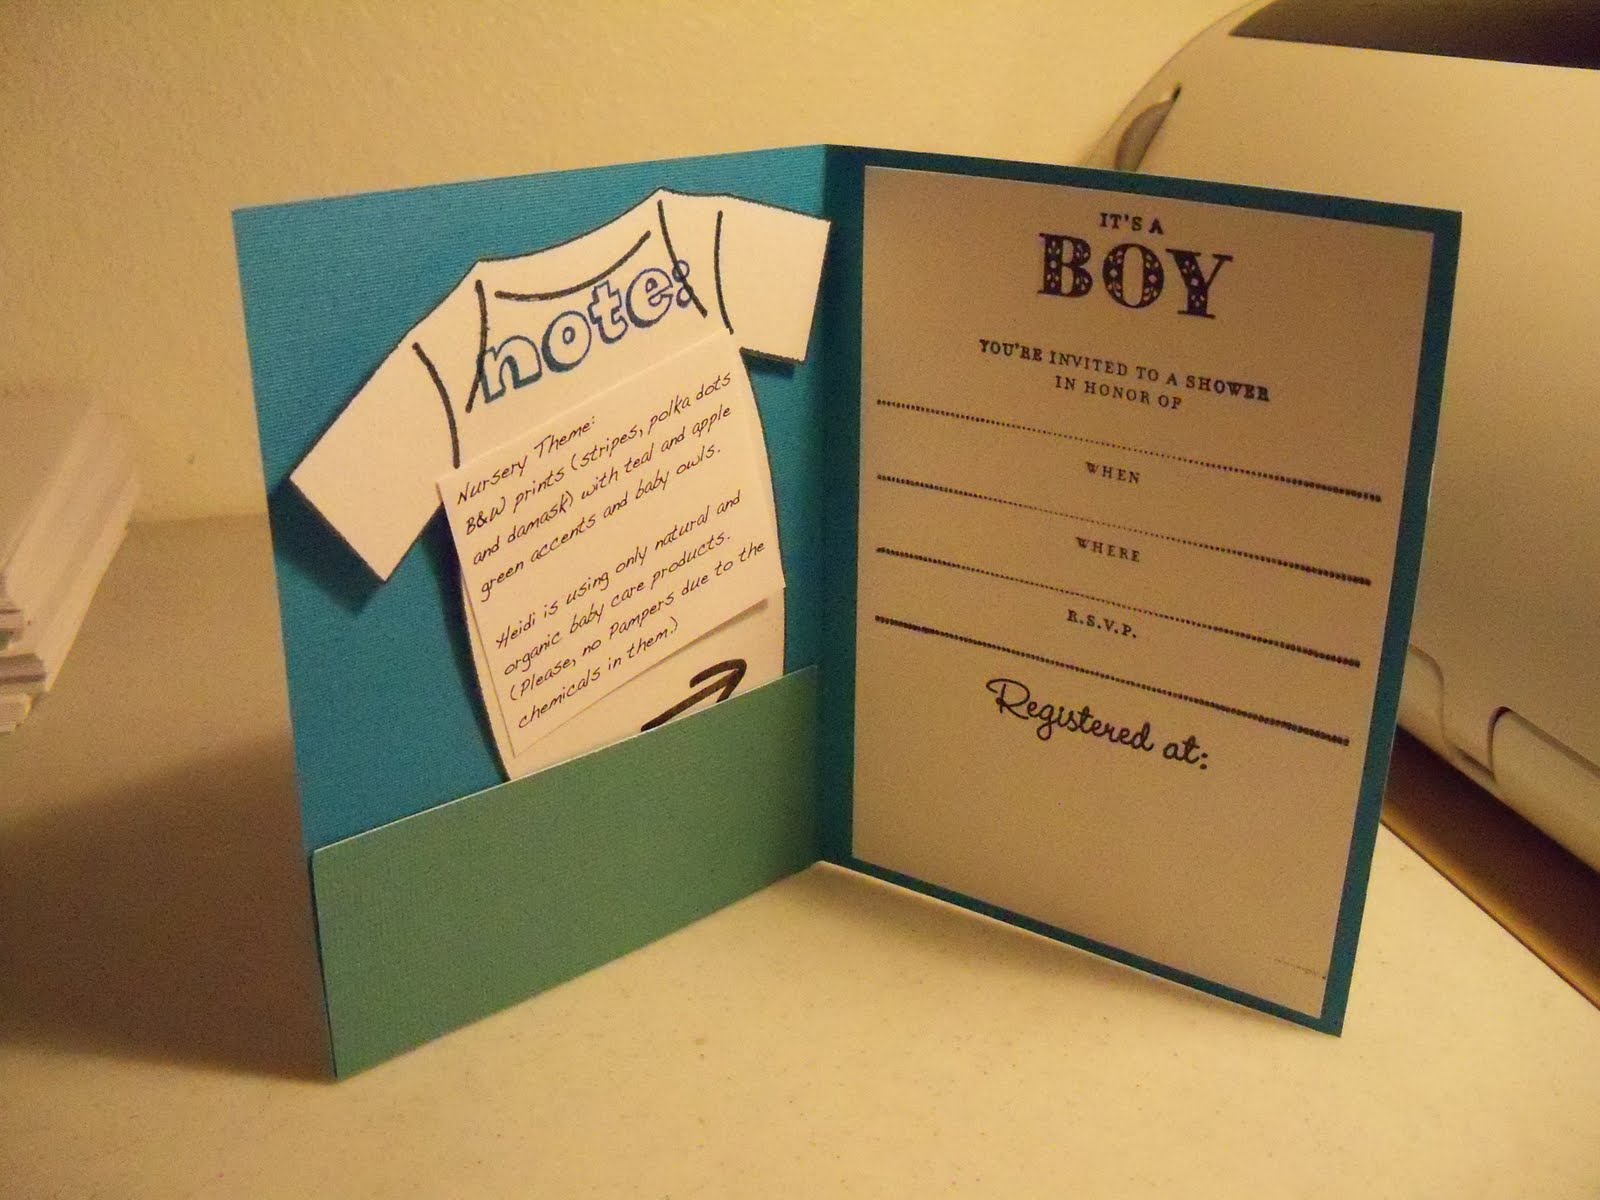 note:
Nursery Theme:
B&W prints (stripes, polka dots
and damask) with teal and apple
green accents and baby owls.
Heidi is using only natural and
organic baby care products.
(Please, no Pampers due to the
chemicals in them.)
IT'S A
BOY
YOU'RE INVITED TO A SHOWER
IN HONOR OF
WHEN
WHERE
R.S.V.P.
Registered at: